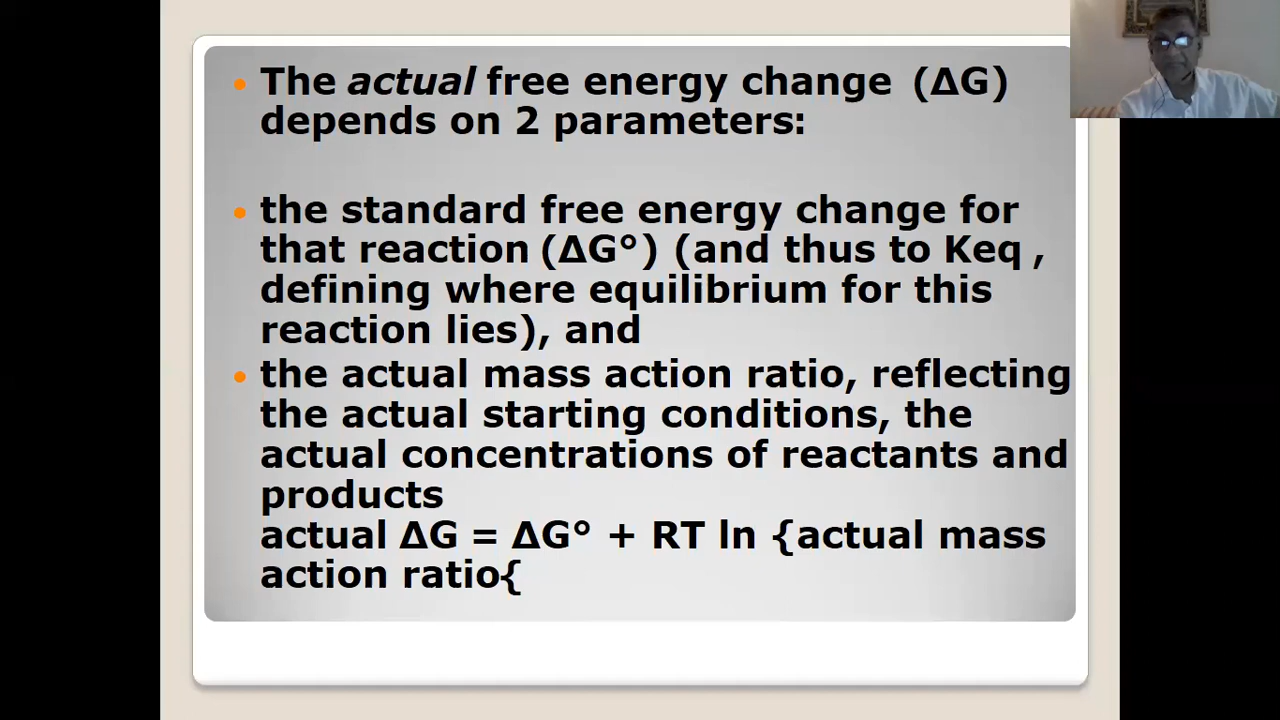 • The actual free energy change (ΔG)
depends on 2 parameters:
• the standard free energy change for
that reaction (ΔG°) (and thus to Keq ,
defining where equilibrium for this
reaction lies), and
• the actual mass action ratio, reflecting
the actual starting conditions, the
actual concentrations of reactants and
products
actual ΔG = ΔG° + RT ln {actual mass
action ratio{